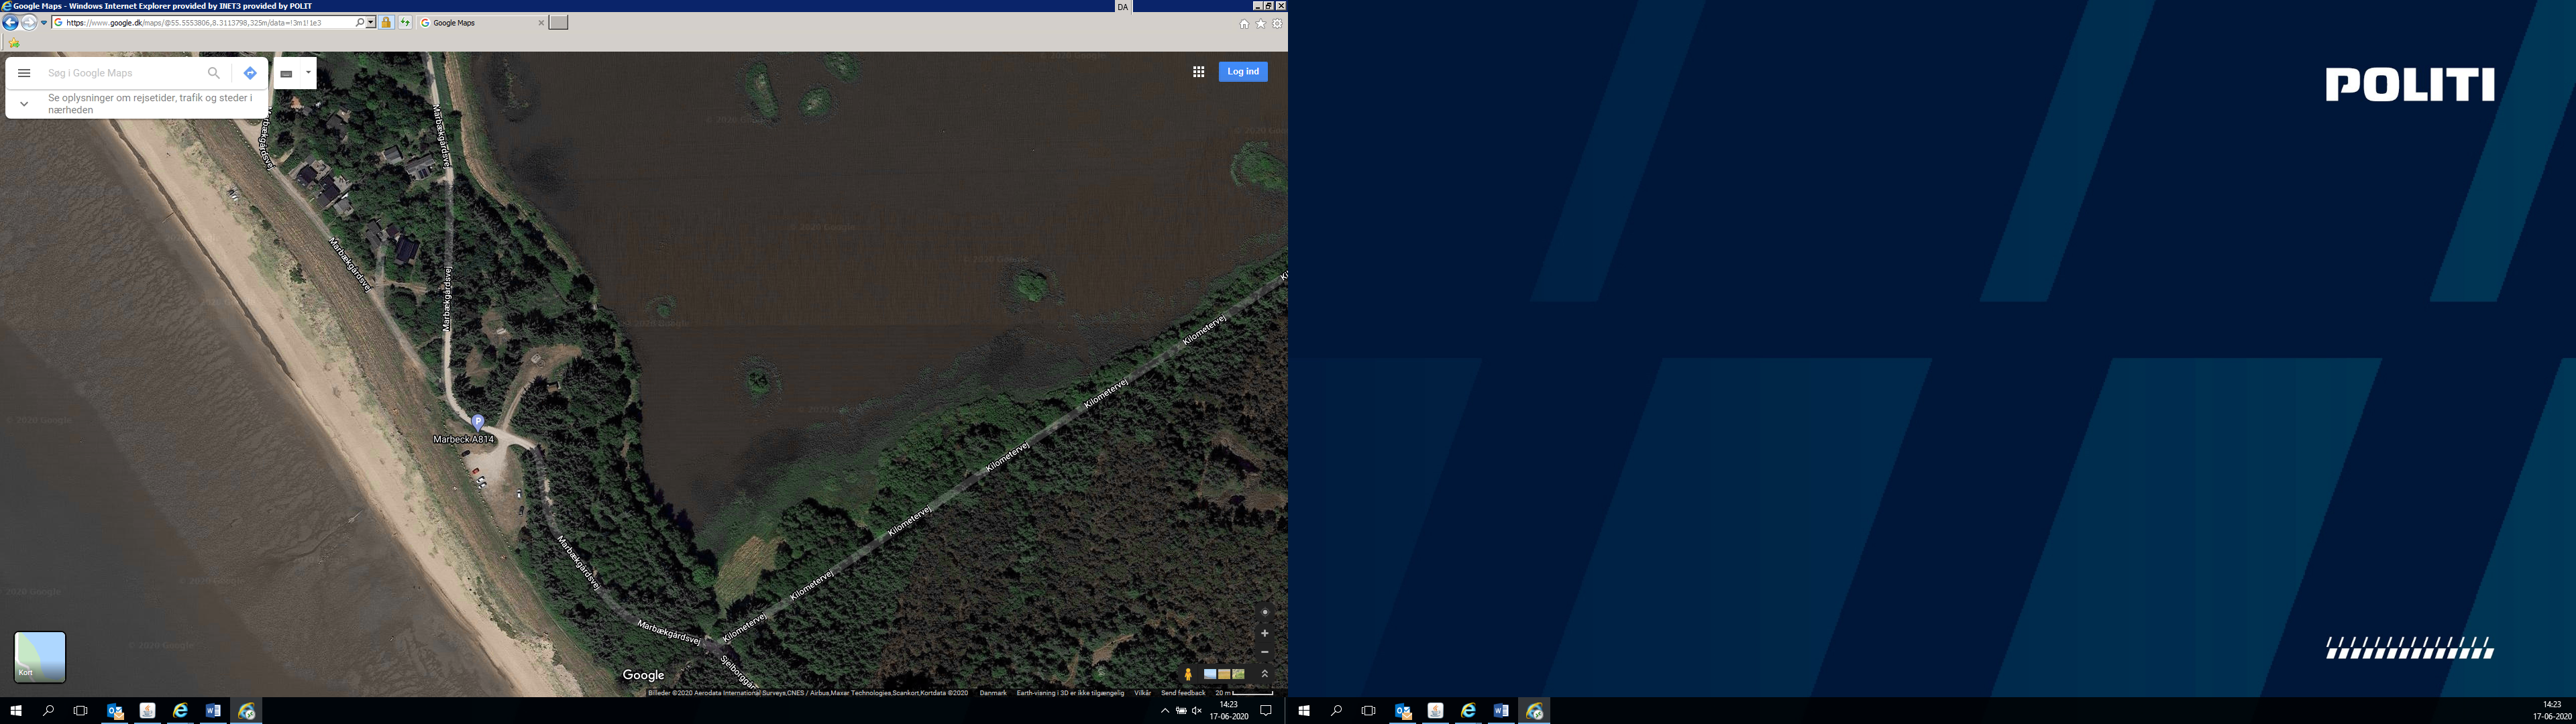 Google Maps - Windows Internet Explorer provided by INET3 provided by POLIT
DA
https://www.google.dk/maps/@55.5553806,8.3113798,325m/data=!3m1!1e3
Google Maps
Søg i Google Maps
Se oplysninger om rejsetider, trafik og steder i
nærheden
Log ind
POLITI
Marbækgårdsvej
Marbækgårdsvej
Marbækgårdsvej
Marbækgårdsvej
Kilometervej
Kilometervej
Kilometervej
P
Marbeck A814
Kilometervej
Marbækgårdsvej
Kilometervej
Kilometervej
Marbækgårdsvej
Sjelborggår
Kort
Google
Billeder ©2020 Aerodata International Surveys,CNES / Airbus,Maxar Technologies,Scankort,Kortdata ©2020 Danmark Earth-visning i 3D er ikke tilgængelig Vilkår Send feedback 20 m
14:23
17-06-2020
14:23
17-06-2020